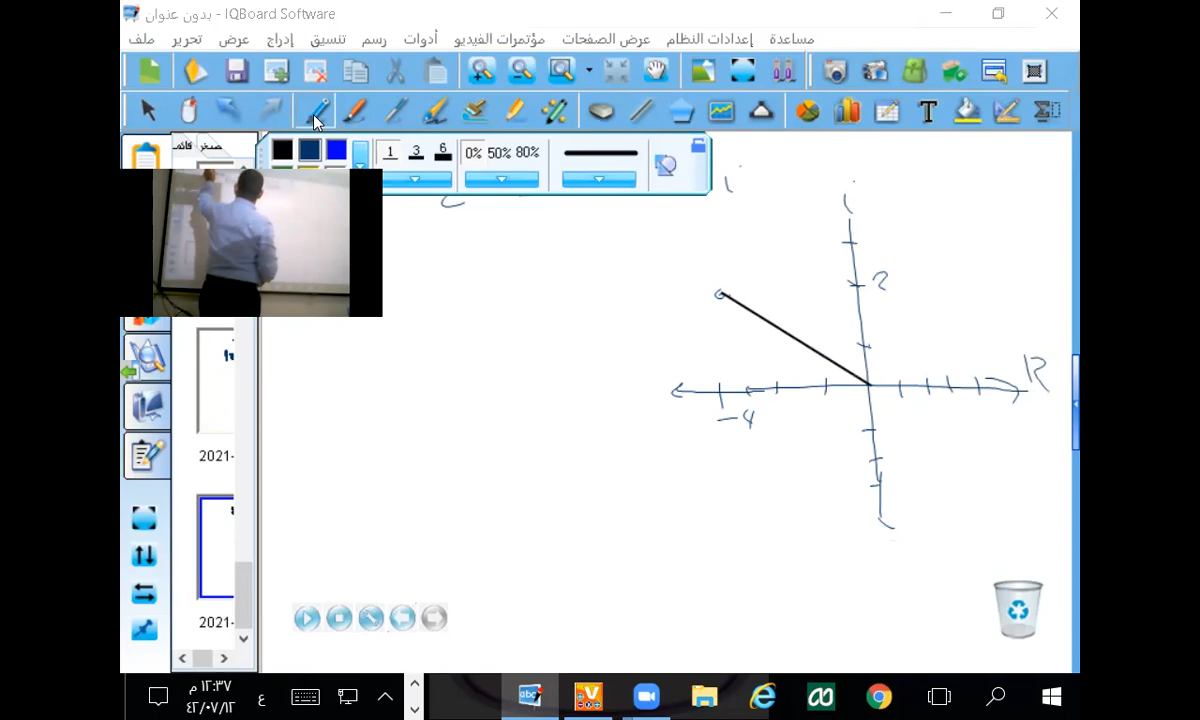 بدون عنوان - IQBoard Software
ملف تحرير عرض إدراج تنسيق رسم أدوات مؤتمرات الفيديو عرض الصفحات إعدادات النظام مساعدة
1 3 6 0% 50% 80%
i
i
2
R
-4
2021-
2021-
١٢:٣٧ م
٤٢/٠٧/١٢
ع
abc